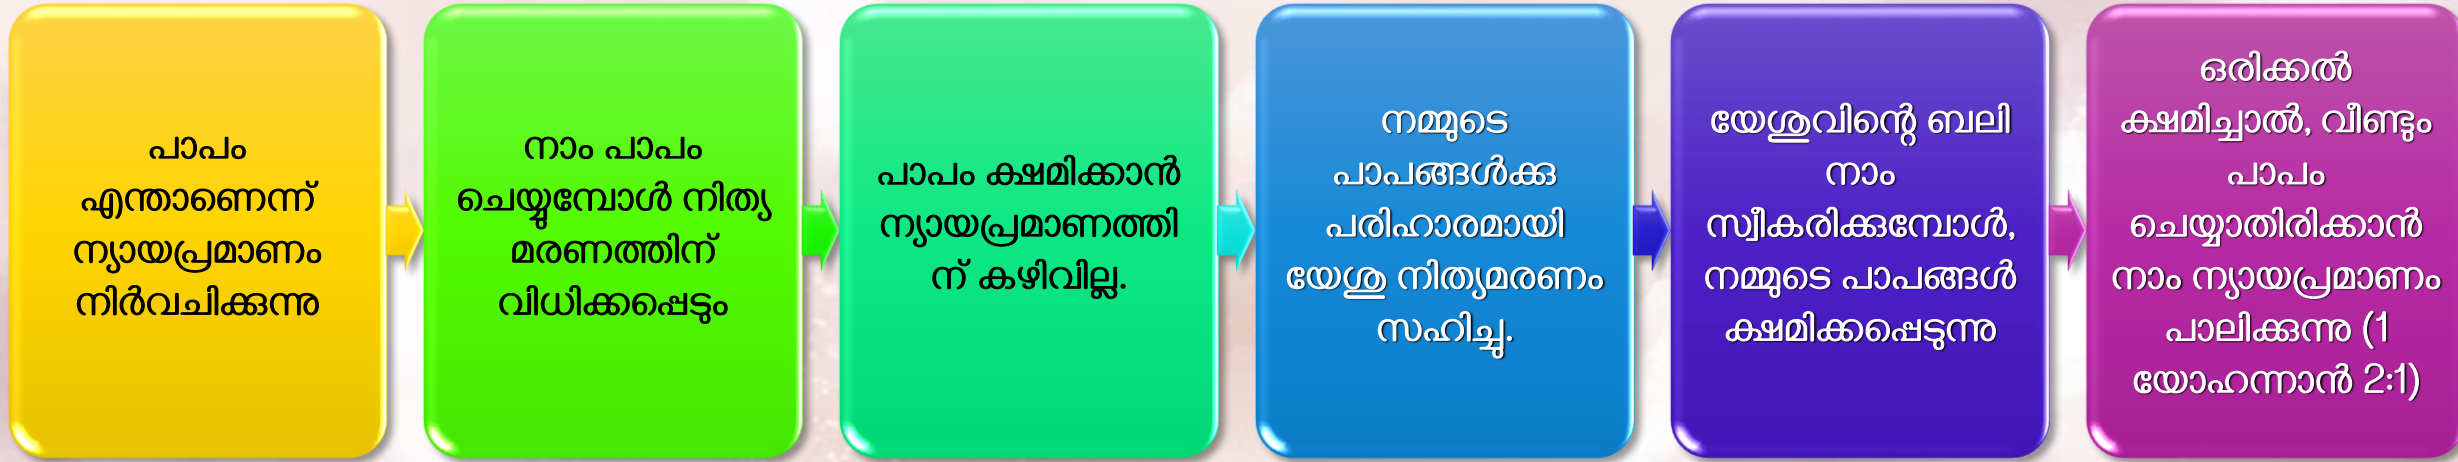 പാപം
എന്താണെന്ന്
ന്യായപ്രമാണം
നിർവചിക്കുന്നു
നാം പാപം
ചെയ്യുമ്പോൾ നിത്യ
മരണത്തിന്
വിധിക്കപ്പെടും
പാപം ക്ഷമിക്കാൻ
ന്യായപ്രമാണത്തി
ന് കഴിവില്ല.
നമ്മുടെ
പാപങ്ങൾക്കു
പരിഹാരമായി
യേശു നിത്യമരണം
സഹിച്ചു.
യേശുവിന്റെ ബലി
നാം
സ്വീകരിക്കുമ്പോൾ,
നമ്മുടെ പാപങ്ങൾ
ക്ഷമിക്കപ്പെടുന്നു
ഒരിക്കൽ
ക്ഷമിച്ചാൽ, വീണ്ടും
പാപം
ചെയ്യാതിരിക്കാൻ
നാം ന്യായപ്രമാണം
പാലിക്കുന്നു (1
യോഹന്നാൻ 2:1)